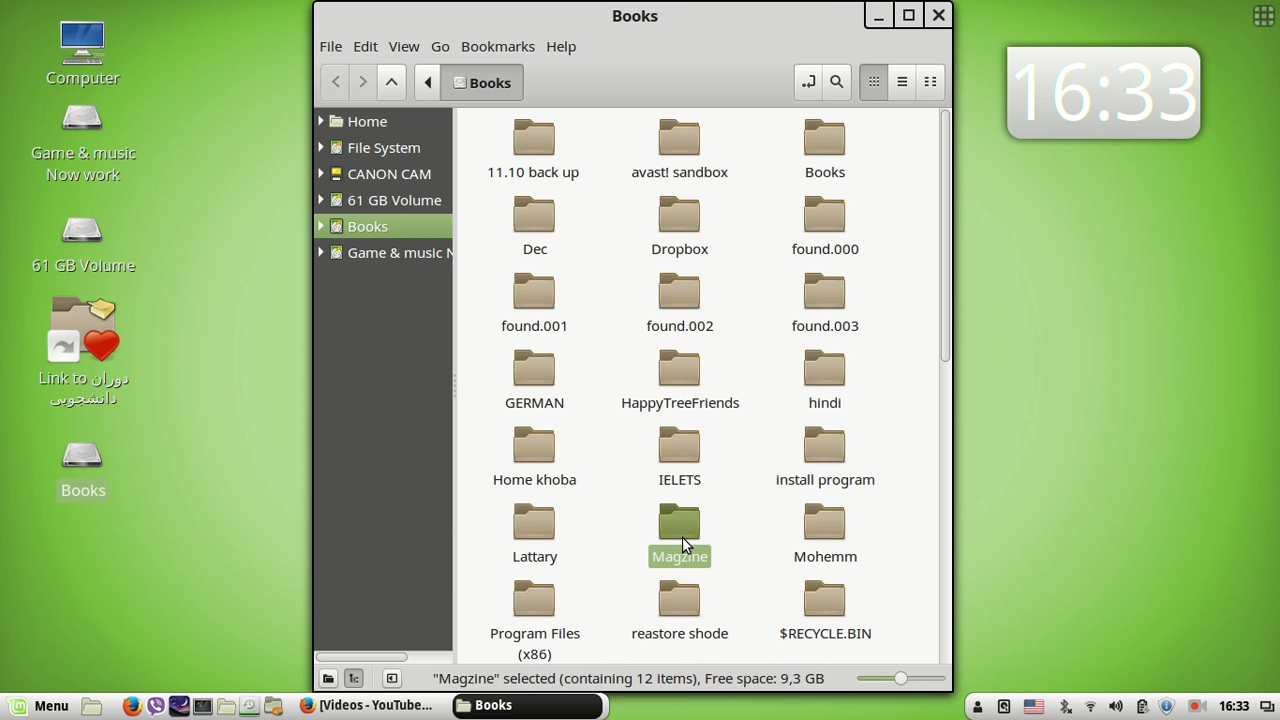 Computer
Game & music
Now work
61 GB Volume
Link to دوران
دانشجویی
Books
Books
File Edit View Go Bookmarks Help
Books
Home
File System
CANON CAM
61 GB Volume
Books
Game & music N
11.10 back up
avast! sandbox
Books
Dec
Dropbox
found.000
found.001
found.002
found.003
GERMAN
HappyTreeFriends
hindi
Home khoba
IELETS
install program
Lattary
Magzine
Mohemm
Program Files
(x86)
reastore shode
$RECYCLE.BIN
"Magzine" selected (containing 12 items), Free space: 9,3 GB
16:33
Menu
[Videos - YouTube...
Books
16:33